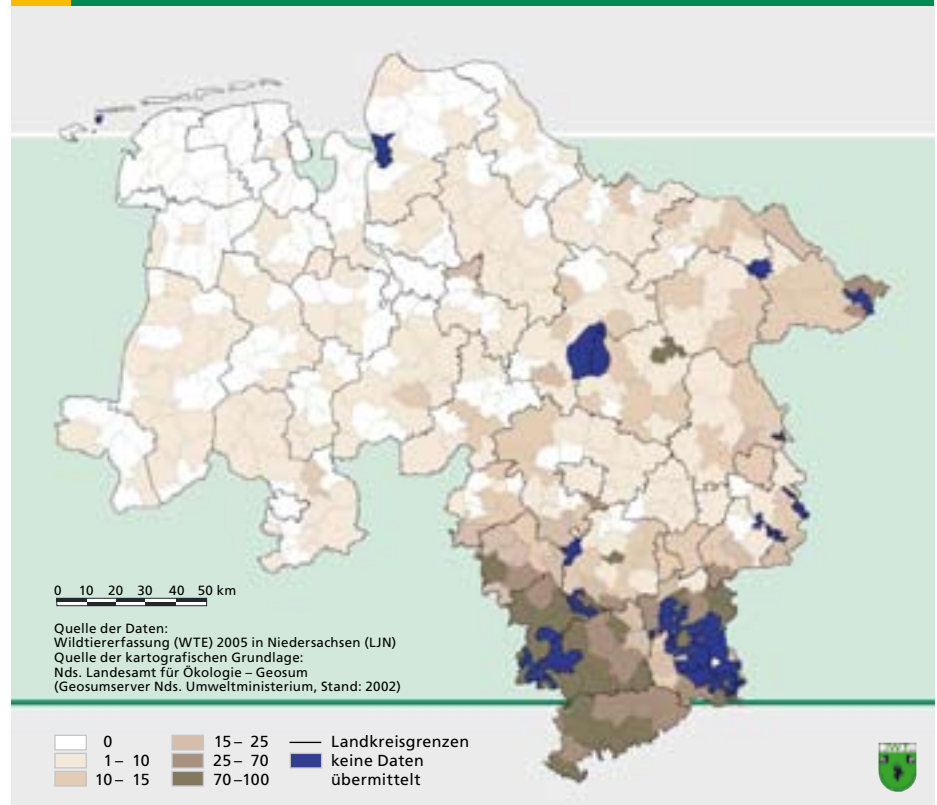 0 10 20 30 40 50 km
Quelle der Daten:
Wildtiererfassung (WTE) 2005 in Niedersachsen (LJN)
Quelle der kartografischen Grundlage:
Nds. Landesamt für Ökologie – Geosum
(Geosumserver Nds. Umweltministerium, Stand: 2002)
0
1 – 10
10 – 15
15 – 25
25 – 70
70 –100
Landkreisgrenzen
keine Daten
übermittelt